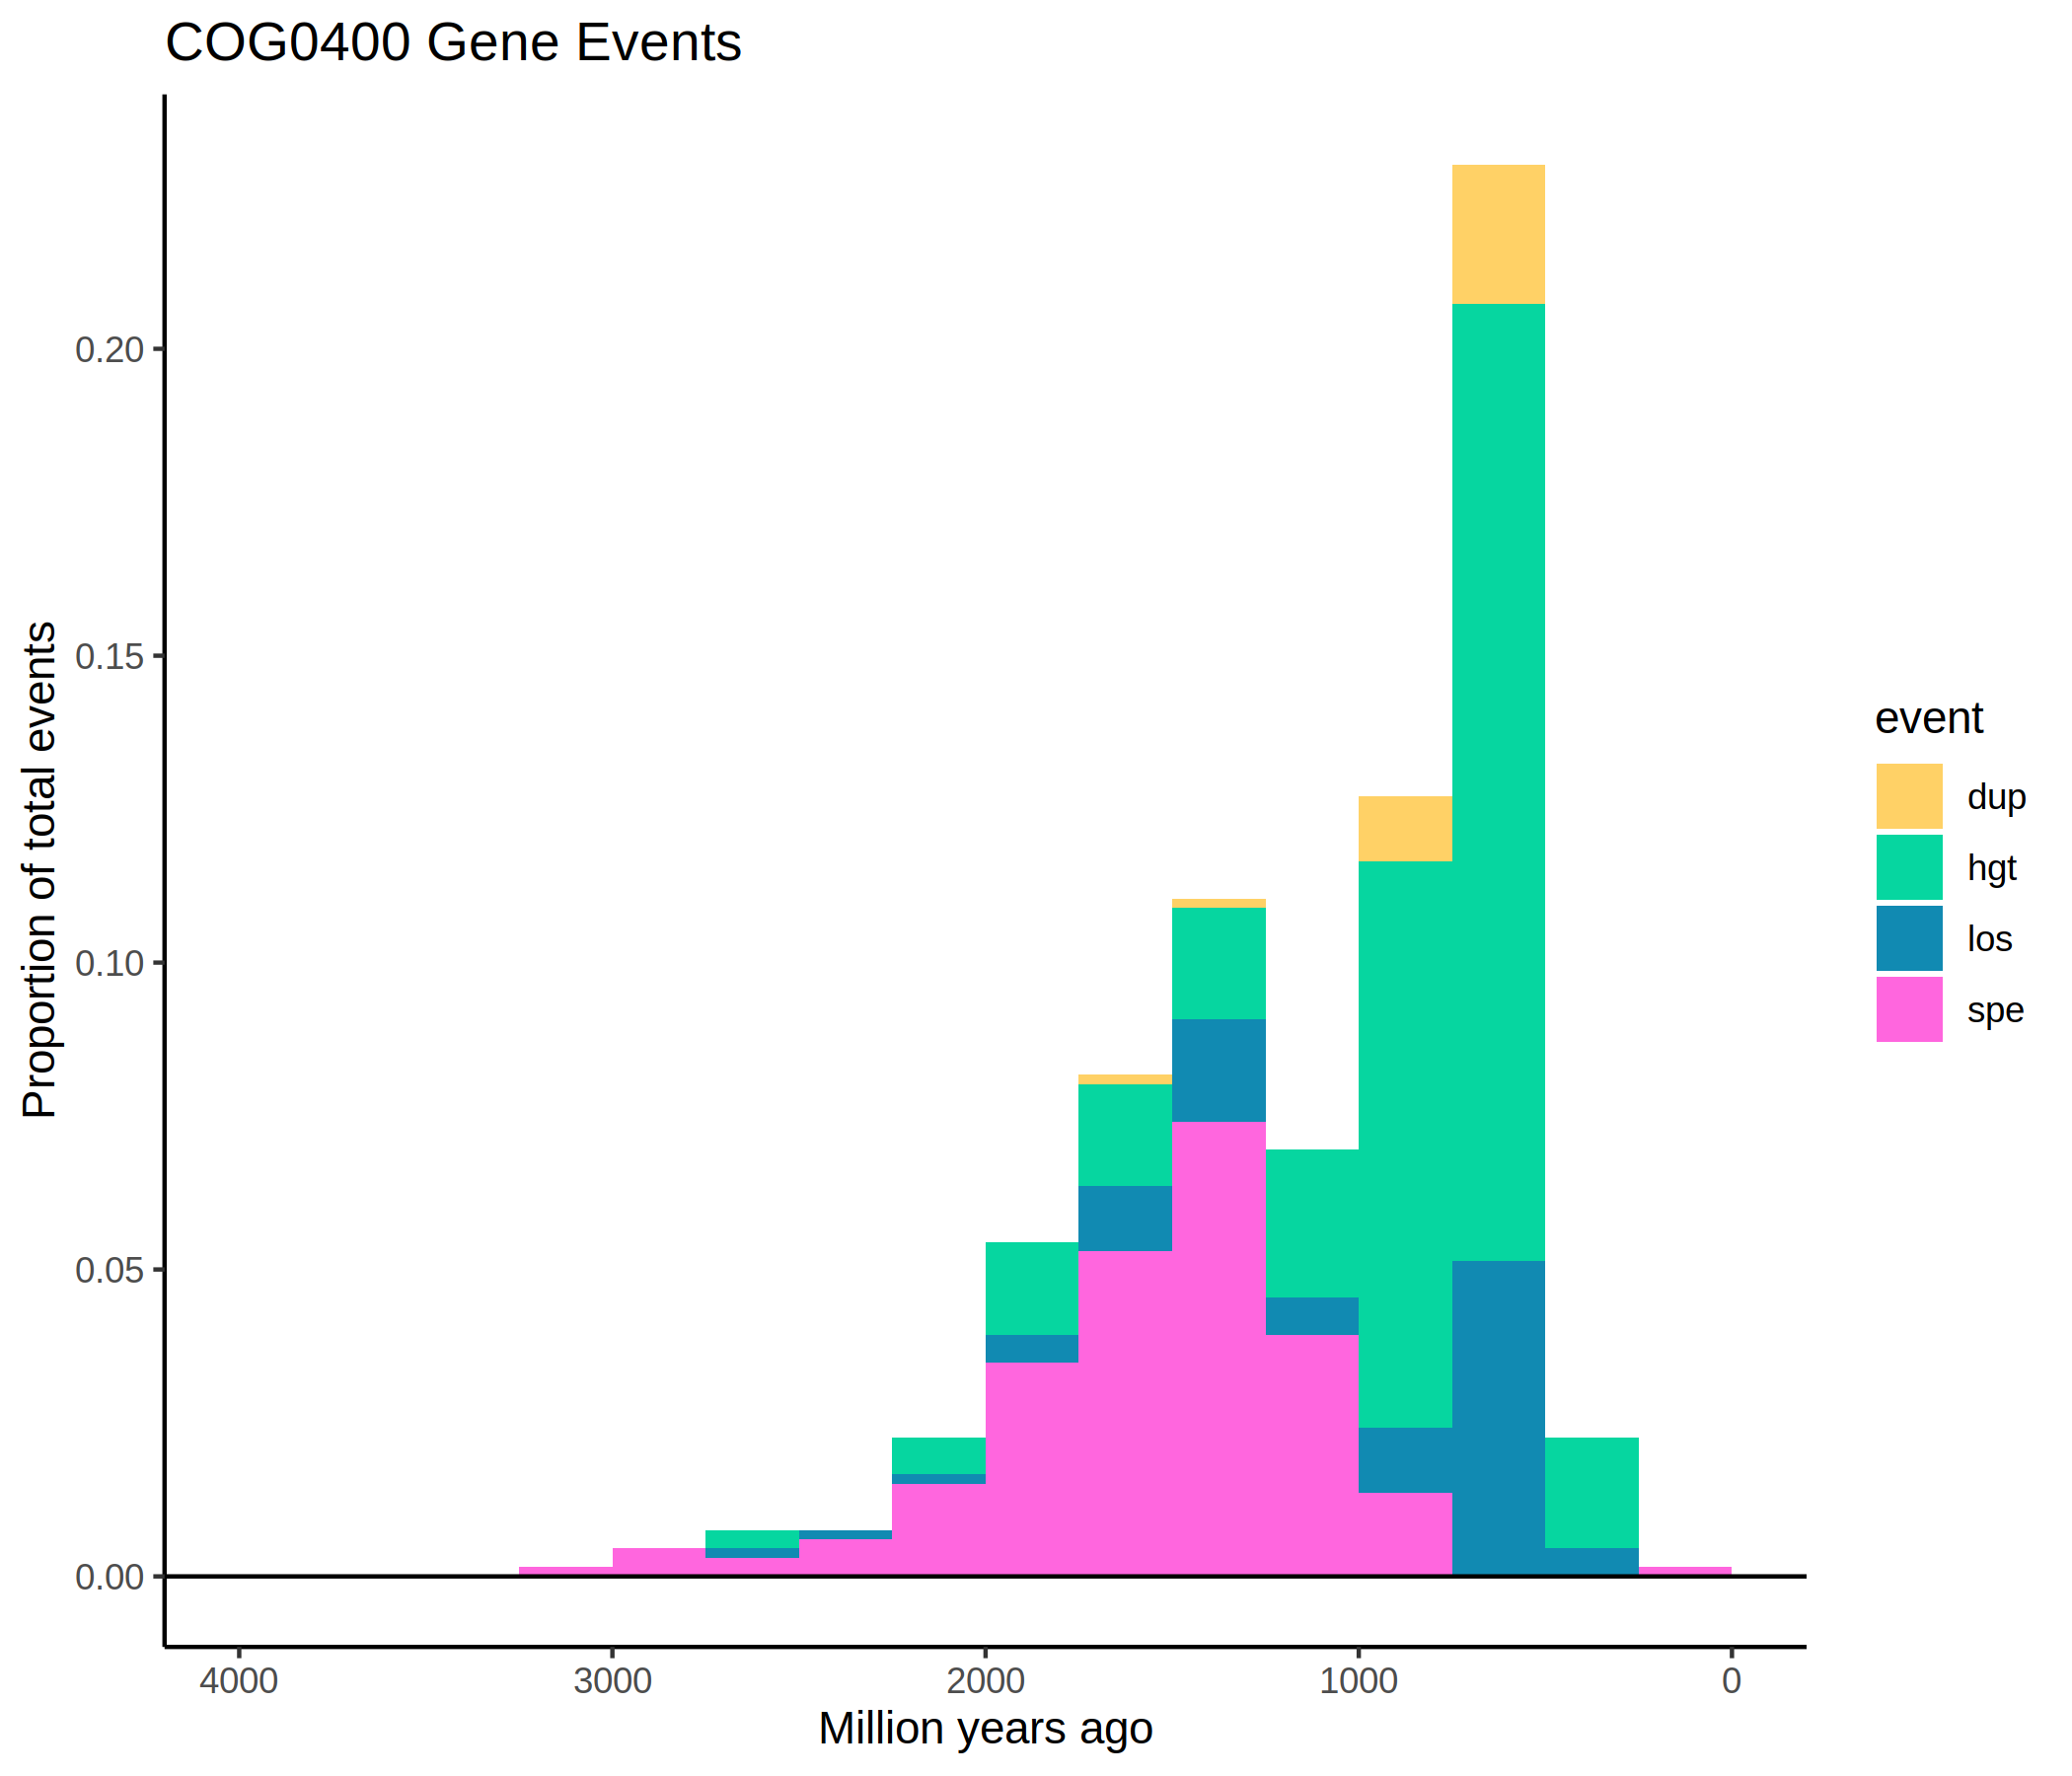 COG0400 Gene Events
Proportion of total events
0.20
0.15
0.10
0.05
0.00
4000 3000 2000 1000 0
Million years ago
event
dup
hgt
los
spe